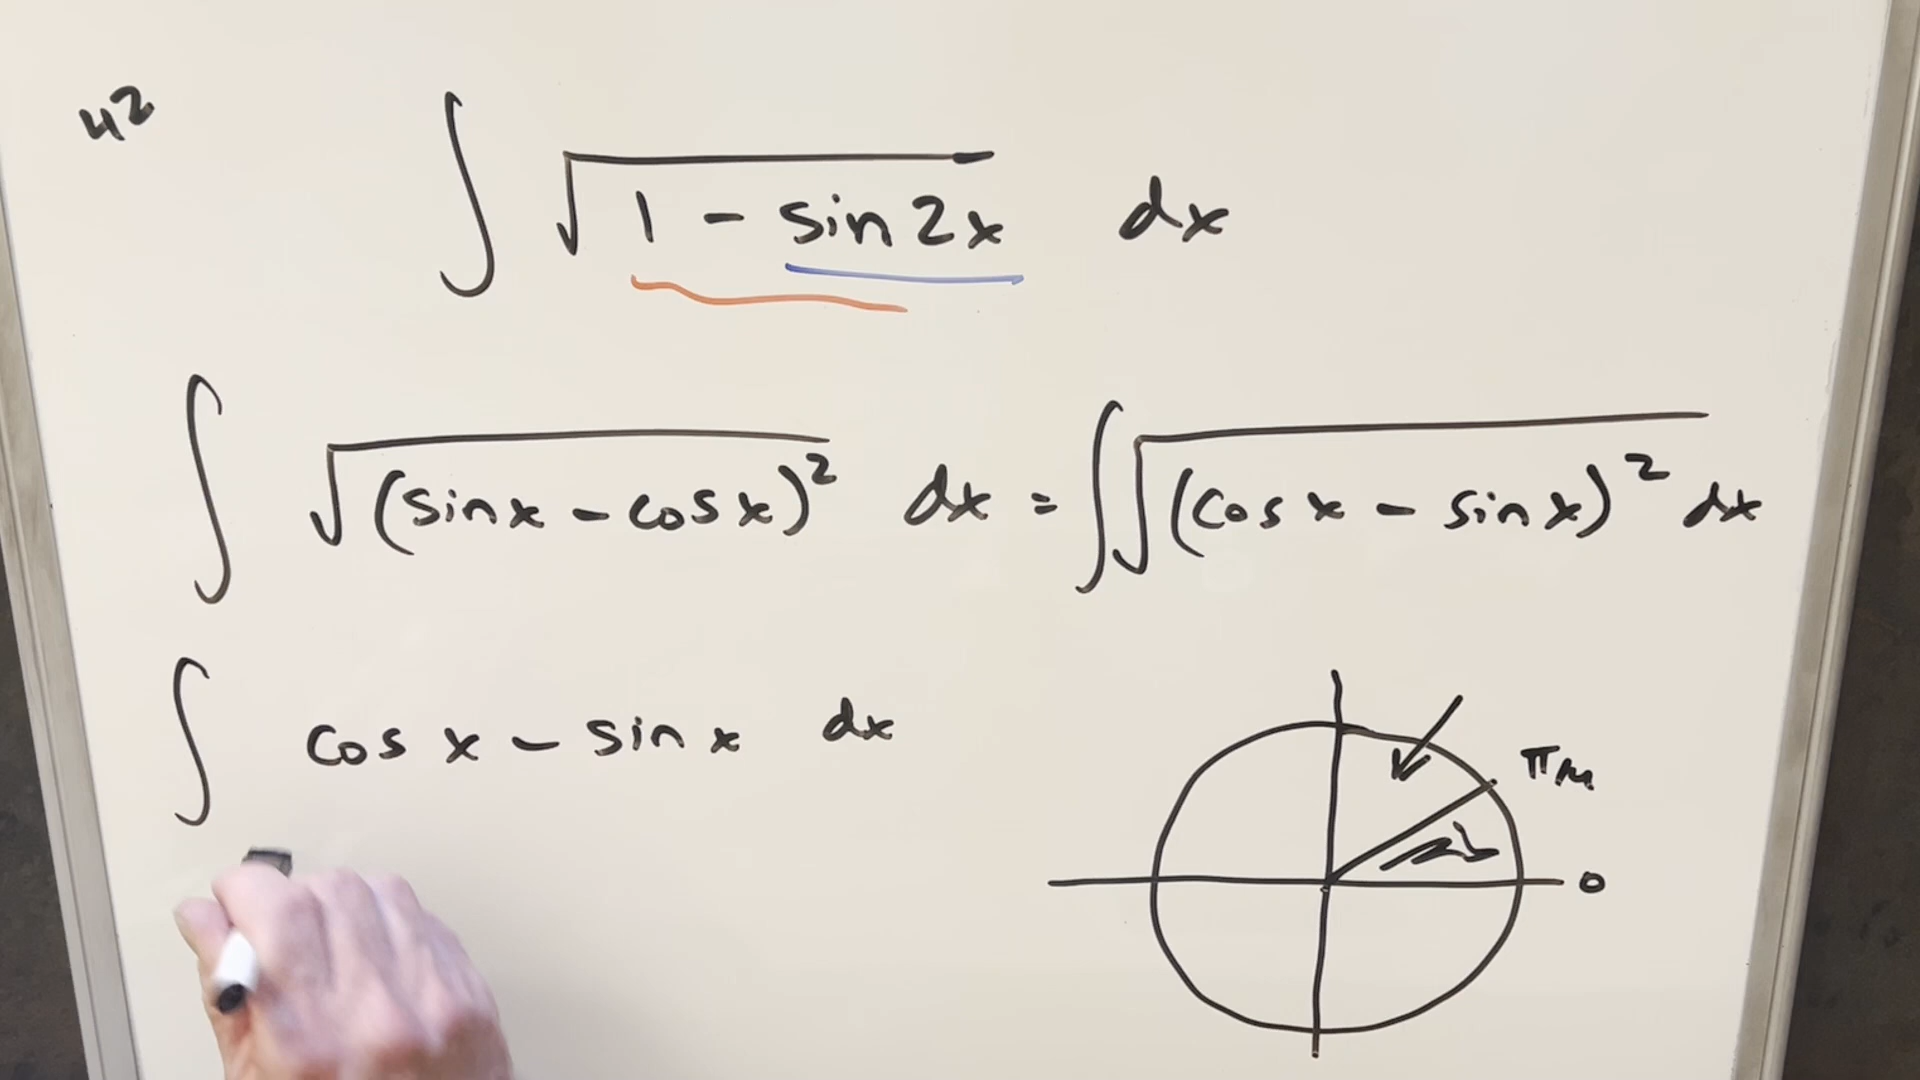 42
∫ √(1 - sin 2x) dx
∫ √(sin x - cos x)² dx = ∫ √(cos x - sin x)² dx
∫ cos x - sin x dx
π/4
0